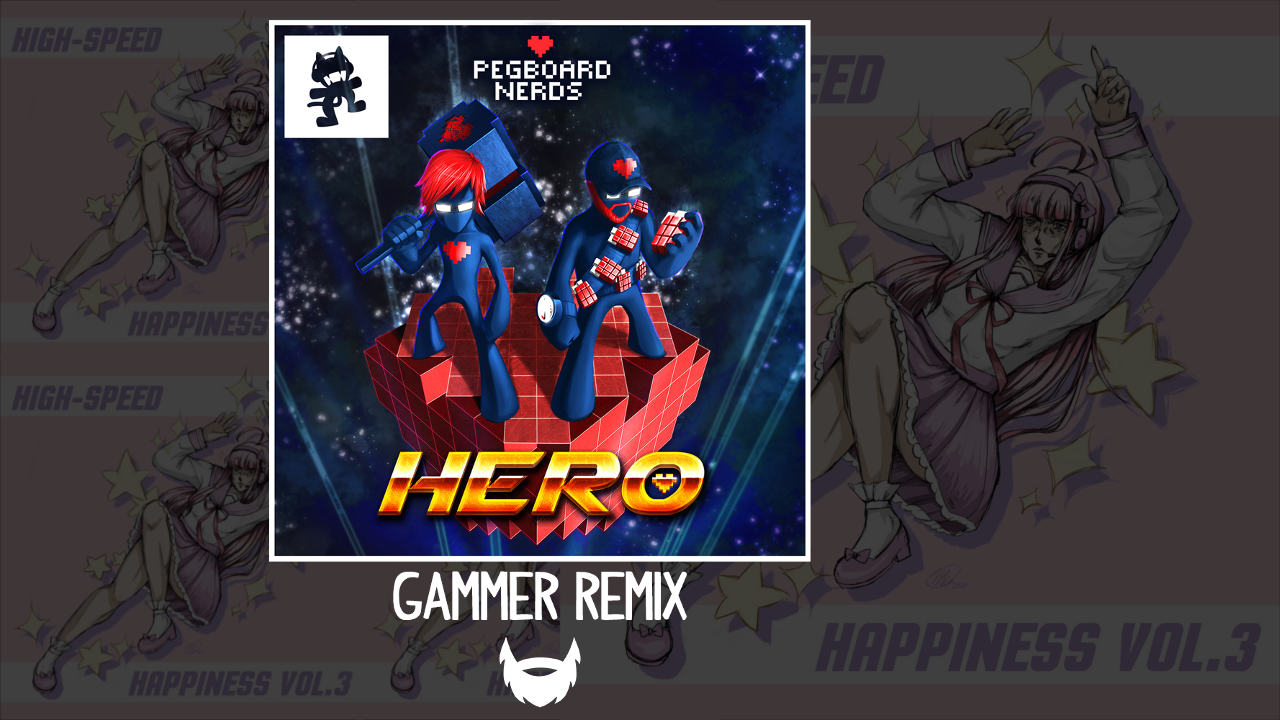 HIGH-SPEED
HAPPINESS
HIGH-SPEED
HAPPINESS VOL.3
PEGBOARD
NERDS
HERO
GAMMER REMIX
EED
HAPPINESS VOL.3